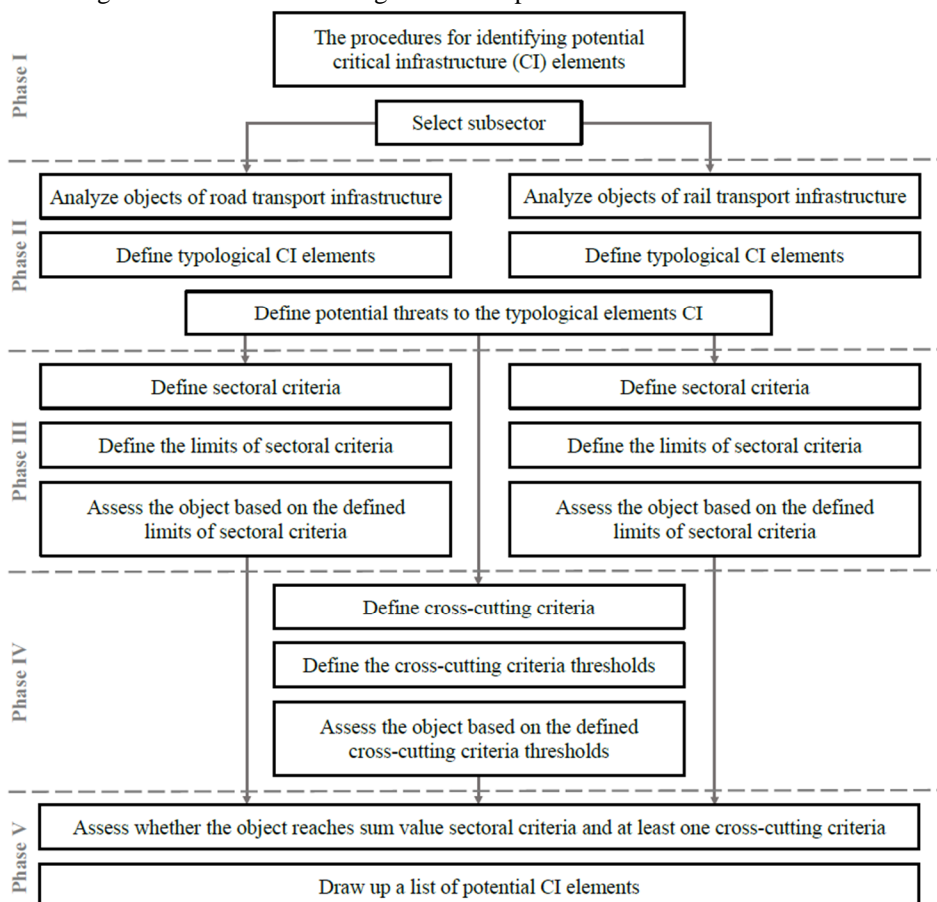 Phase I
The procedures for identifying potential
critical infrastructure (CI) elements
Select subsector
Phase II
Analyze objects of road transport infrastructure
Analyze objects of rail transport infrastructure
Define typological CI elements
Define typological CI elements
Define potential threats to the typological elements CI
Phase III
Define sectoral criteria
Define sectoral criteria
Define the limits of sectoral criteria
Define the limits of sectoral criteria
Assess the object based on the defined
limits of sectoral criteria
Assess the object based on the defined
limits of sectoral criteria
Phase IV
Define cross-cutting criteria
Define the cross-cutting criteria thresholds
Assess the object based on the defined
cross-cutting criteria thresholds
Phase V
Assess whether the object reaches sum value sectoral criteria and at least one cross-cutting criteria
Draw up a list of potential CI elements